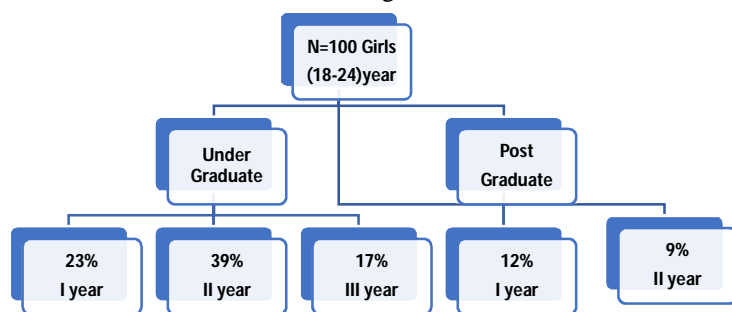 N=100 Girls
(18-24)year
Under
Graduate
Post
Graduate
23%
I year
39%
II year
17%
III year
12%
I year
9%
II year